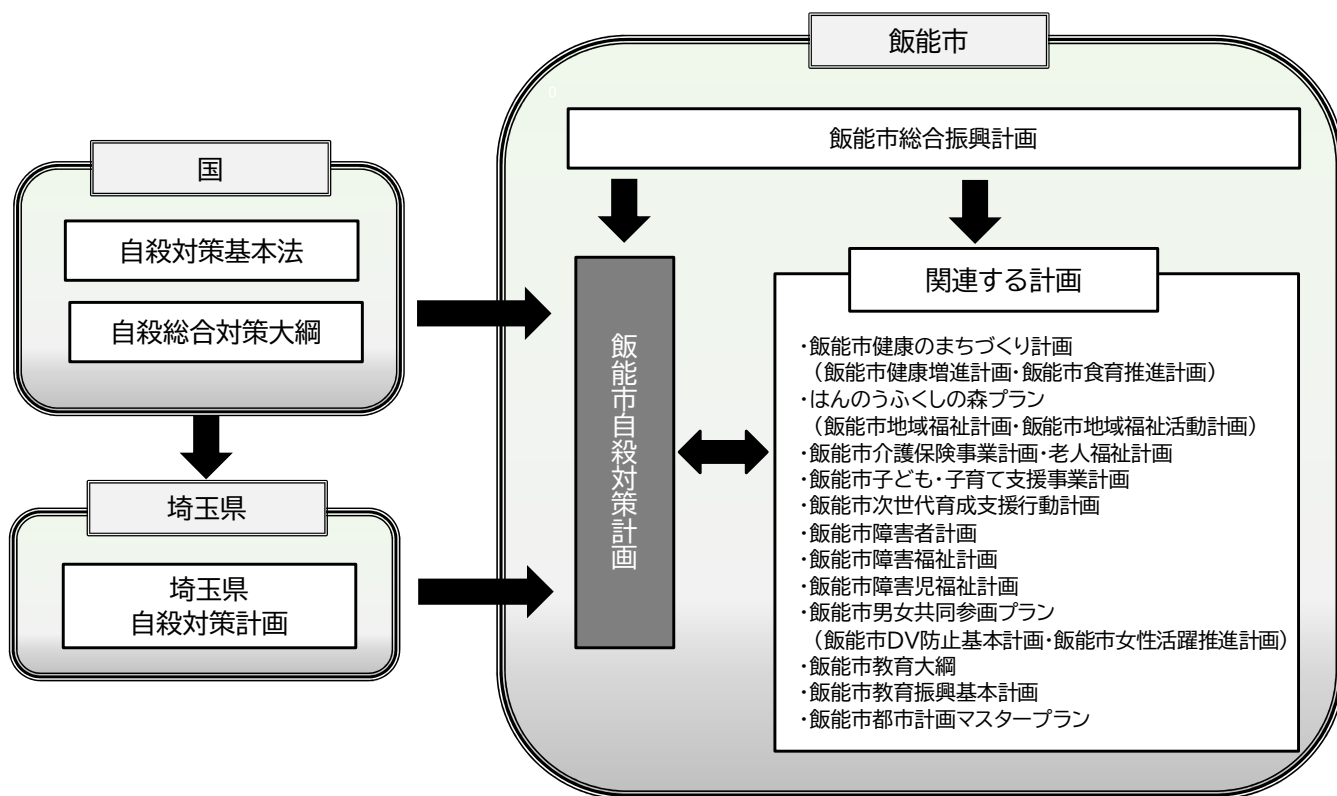 飯能市
0
飯能市総合振興計画
国
自殺対策基本法
自殺総合対策大綱
埼玉県
埼玉県
自殺対策計画
飯能市自殺対策計画
関連する計画
・飯能市健康のまちづくり計画
（飯能市健康増進計画・飯能市食育推進計画）
・はんのうふくしの森プラン
（飯能市地域福祉計画・飯能市地域福祉活動計画）
・飯能市介護保険事業計画・老人福祉計画
・飯能市子ども・子育て支援事業計画
・飯能市次世代育成支援行動計画
・飯能市障害者計画
・飯能市障害福祉計画
・飯能市障害児福祉計画
・飯能市男女共同参画プラン
（飯能市DV防止基本計画・飯能市女性活躍推進計画）
・飯能市教育大綱
・飯能市教育振興基本計画
・飯能市都市計画マスタープラン